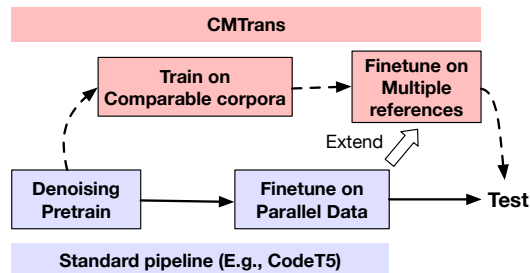 CMTrans
Train on
Comparable corpora
Finetune on
Multiple
references
Extend
Denoising
Pretrain
Finetune on
Parallel Data
Test
Standard pipeline (E.g., CodeT5)